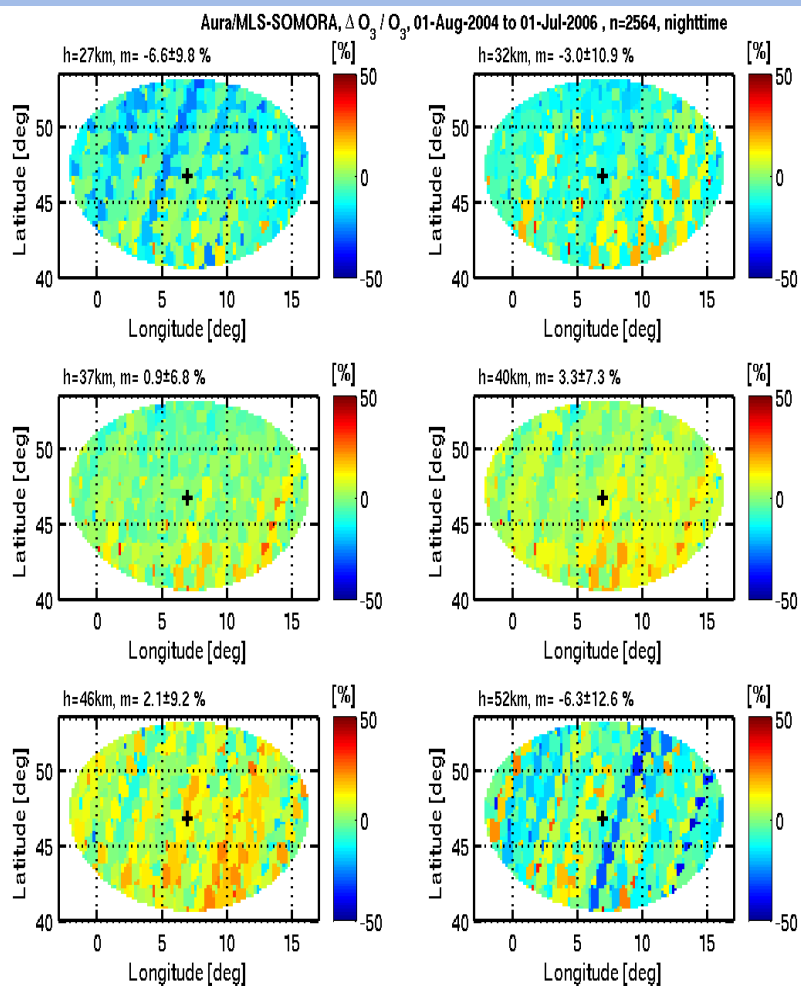 Aura/MLS-SOMORA, Δ O3 / O3, 01-Aug-2004 to 01-Jul-2006 , n=2564, nighttime
h=27km, m= -6.6±9.8 %
[%]
50
0
-50
50
45
40
Latitude [deg]
0 5 10 15
Longitude [deg]
h=32km, m= -3.0±10.9 %
[%]
50
0
-50
50
45
40
Latitude [deg]
0 5 10 15
Longitude [deg]
h=37km, m= 0.9±6.8 %
[%]
50
0
-50
50
45
40
Latitude [deg]
0 5 10 15
Longitude [deg]
h=40km, m= 3.3±7.3 %
[%]
50
0
-50
50
45
40
Latitude [deg]
0 5 10 15
Longitude [deg]
h=46km, m= 2.1±9.2 %
[%]
50
0
-50
50
45
40
Latitude [deg]
0 5 10 15
Longitude [deg]
h=52km, m= -6.3±12.6 %
[%]
50
0
-50
50
45
40
Latitude [deg]
0 5 10 15
Longitude [deg]